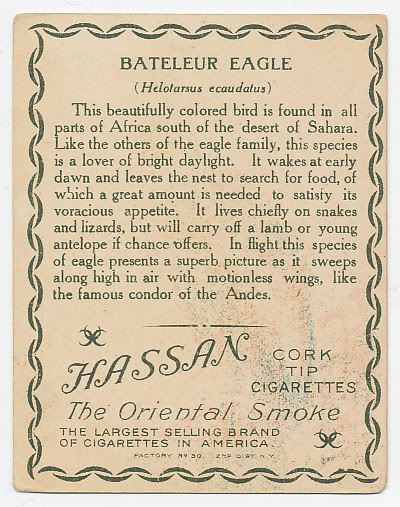 BATELEUR EAGLE
(Helotarsus ecaudatus)
This beautifully colored bird is found in all
parts of Africa south of the desert of Sahara.
Like the others of the eagle family, this species
is a lover of bright daylight. It wakes at early
dawn and leaves the nest to search for food, of
which a great amount is needed to satisfy its
voracious appetite. It lives chiefly on snakes
and lizards, but will carry off a lamb or young
antelope if chance offers. In flight this species
of eagle presents a superb picture as it sweeps
along high in air with motionless wings, like
the famous condor of the Andes.
HASSAN CORK
TIP
CIGARETTES
The Oriental Smoke
THE LARGEST SELLING BRAND
OF CIGARETTES IN AMERICA.
FACTORY Nº 30. 2ND DIST. N.Y.